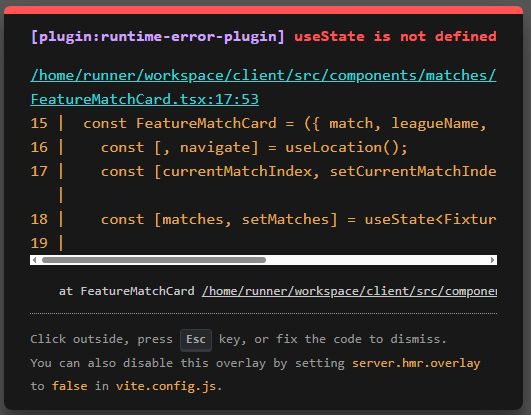 [plugin:runtime-error-plugin] useState is not defined
/home/runner/workspace/client/src/components/matches/
FeatureMatchCard.tsx:17:53
15 |  const FeatureMatchCard = ({ match, leagueName,
16 |    const [, navigate] = useLocation();
17 |    const [currentMatchIndex, setCurrentMatchInde
|
18 |    const [matches, setMatches] = useState<Fixtur
19 |
at FeatureMatchCard /home/runner/workspace/client/src/componen
Click outside, press Esc key, or fix the code to dismiss.
You can also disable this overlay by setting server.hmr.overlay
to false in vite.config.js.